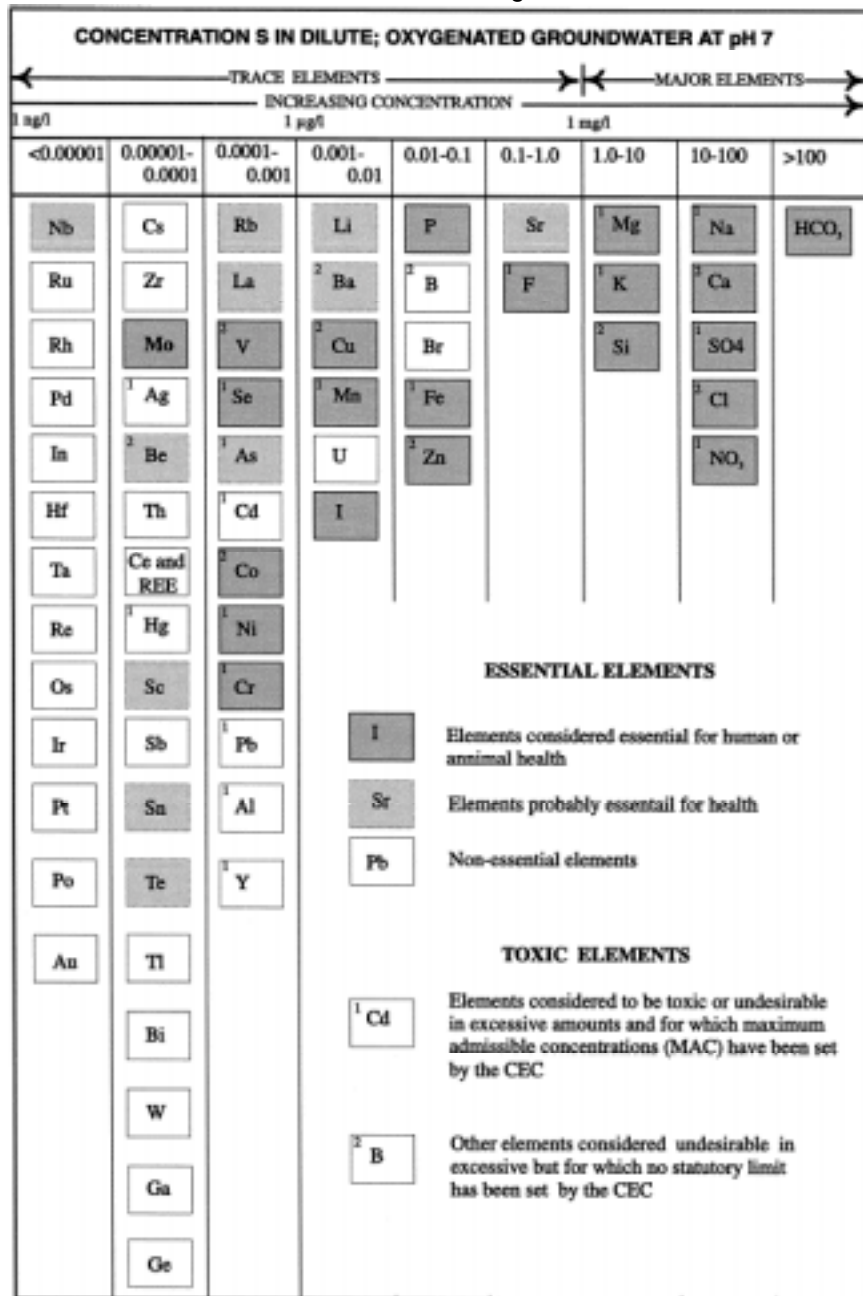 CONCENTRATION S IN DILUTE; OXYGENATED GROUNDWATER AT pH 7
TRACE ELEMENTS MAJOR ELEMENTS
INCREASING CONCENTRATION
1 ng/l 1 µg/l 1 mg/l
<0.00001 0.00001- 0.0001- 0.001- 0.01-0.1 0.1-1.0 1.0-10 10-100 >100
0.0001 0.001 0.01
Nb Cs Rb Li P Sr 1 Mg 1 Na HCO3
Ru Zr La 2 Ba 2 B 1 F 1 K 2 Ca
Rh Mo 2 V 2 Cu Br 2 Si 1 SO4
Pd 1 Ag 1 Se 1 Mn 1 Fe 2 Cl
In 2 Be 1 As U 2 Zn 1 NO3
Hf Th 1 Cd I
Ta Ce and 2 Co
REE
Re 1 Hg 1 Ni
Os Sc 1 Cr
Ir Sb 1 Pb
Pt Sn 1 Al
Po Te 1 Y
Au Tl
Bi
W
Ga
Ge
ESSENTIAL ELEMENTS
I Elements considered essential for human or
annimal health
Sr Elements probably essentail for health
Pb Non-essential elements
TOXIC ELEMENTS
1 Cd Elements considered to be toxic or undesirable
in excessive amounts and for which maximum
admissible concentrations (MAC) have been set
by the CEC
2 B Other elements considered undesirable in
excessive but for which no statutory limit
has been set by the CEC